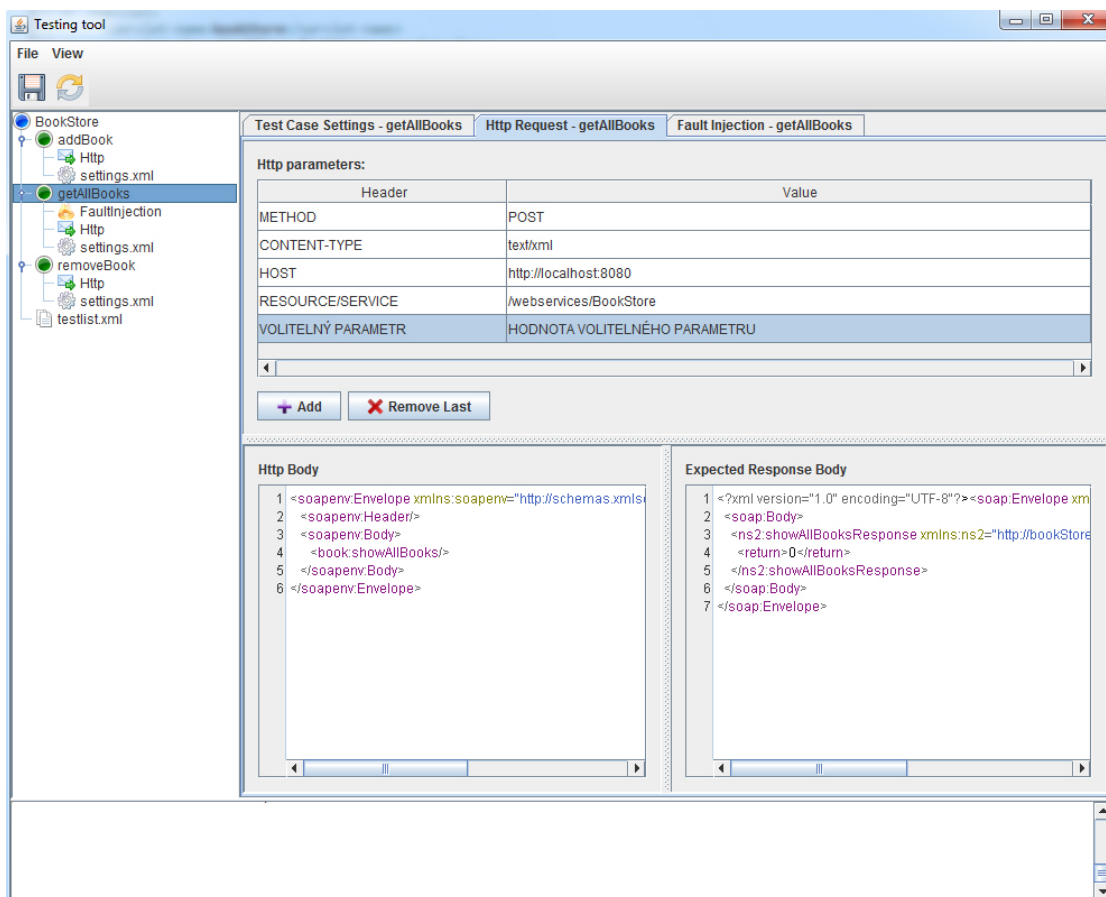 Testing tool
File View
BookStore
addBook
Http
settings.xml
getAllBooks
FaultInjection
Http
settings.xml
removeBook
Http
settings.xml
testlist.xml
Test Case Settings - getAllBooks Http Request - getAllBooks Fault Injection - getAllBooks
Http parameters:
Header Value
METHOD POST
CONTENT-TYPE text/xml
HOST http://localhost:8080
RESOURCE/SERVICE /webservices/BookStore
VOLITELNÝ PARAMETR HODNOTA VOLITELNÉHO PARAMETRU
Add Remove Last
Http Body
1 <soapenv:Envelope xmlns:soapenv="http://schemas.xmls
2 <soapenv:Header/>
3 <soapenv:Body>
4 <book:showAllBooks/>
5 </soapenv:Body>
6 </soapenv:Envelope>
Expected Response Body
1 <?xml version="1.0" encoding="UTF-8"?><soap:Envelope xm
2 <soap:Body>
3 <ns2:showAllBooksResponse xmlns:ns2="http://bookStore
4 <return>0</return>
5 </ns2:showAllBooksResponse>
6 </soap:Body>
7 </soap:Envelope>